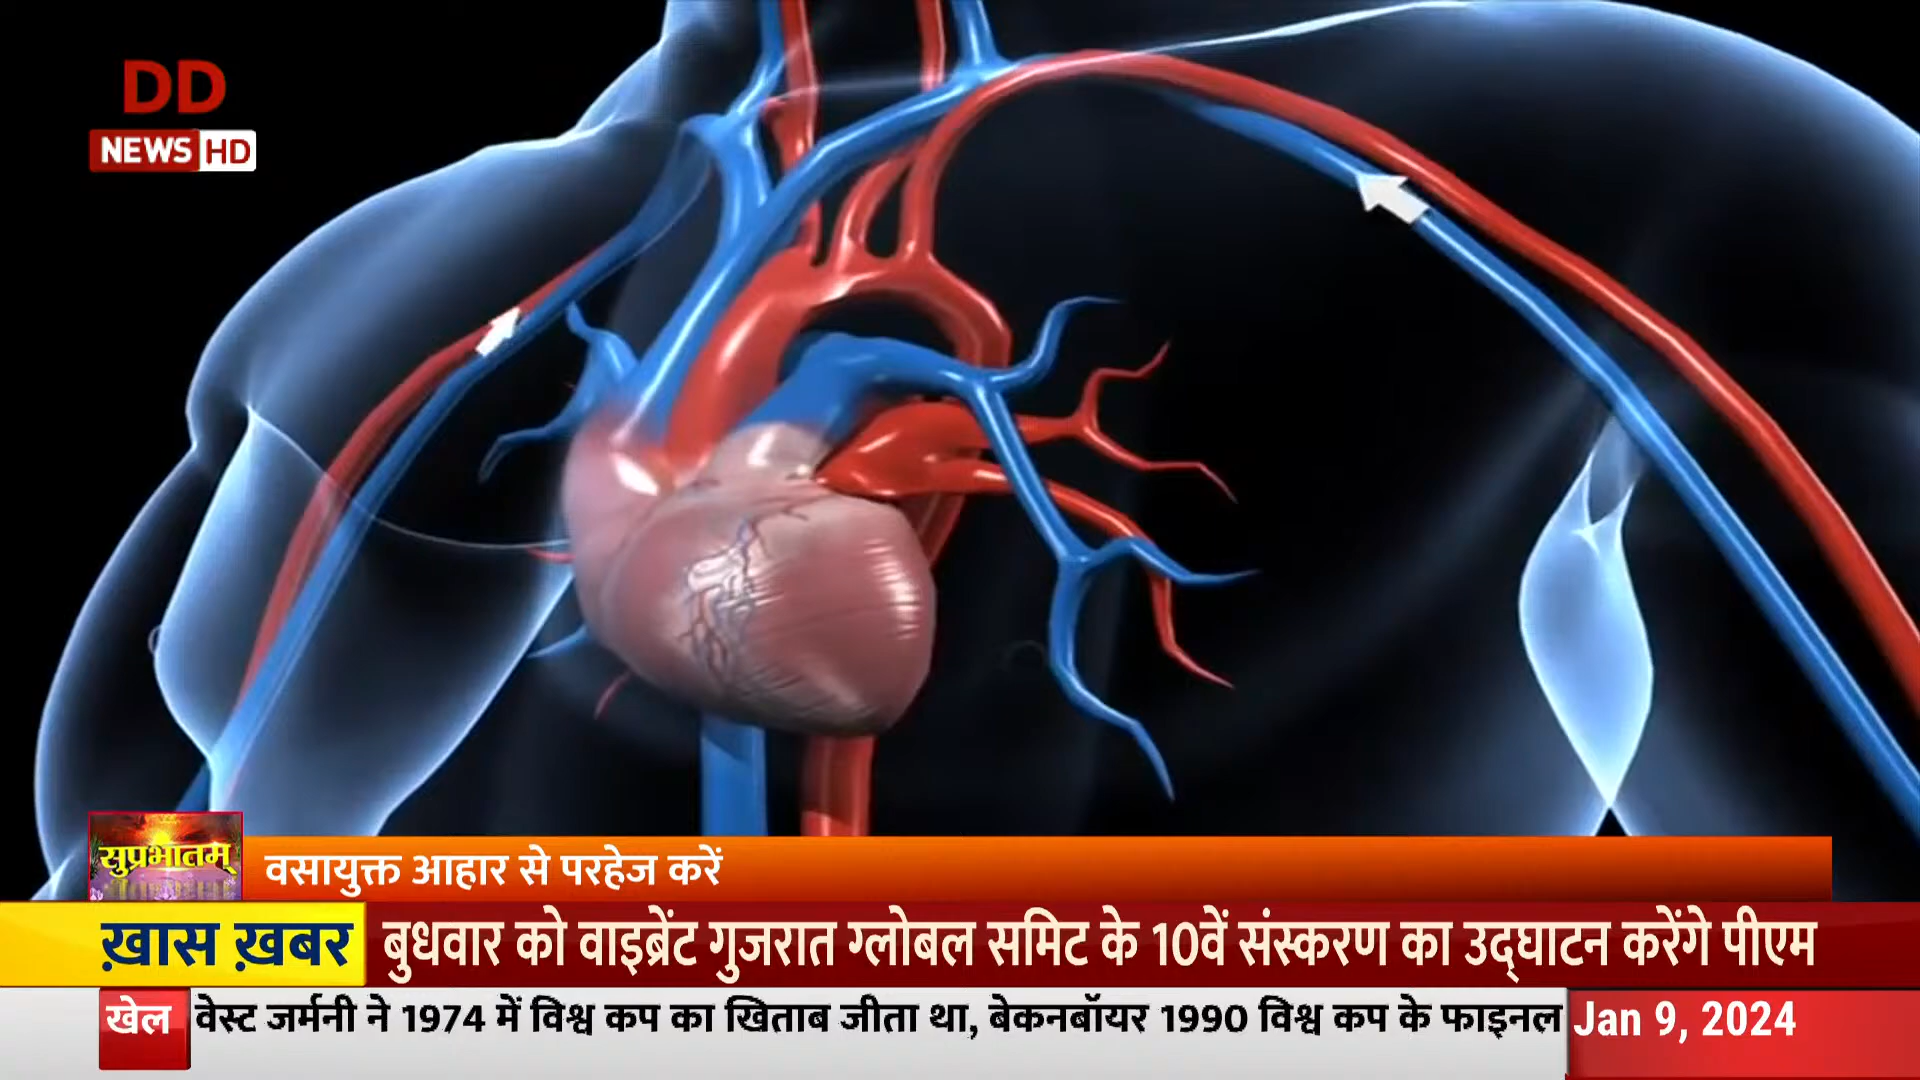 DD
NEWS HD
सुप्रभातम्
वसायुक्त आहार से परहेज करें
ख़ास ख़बर
बुधवार को वाइब्रेंट गुजरात ग्लोबल समिट के 10वें संस्करण का उद्घाटन करेंगे पीएम
खेल
वेस्ट जर्मनी ने 1974 में विश्व कप का खिताब जीता था, बेकनबॉयर 1990 विश्व कप के फाइनल
Jan 9, 2024